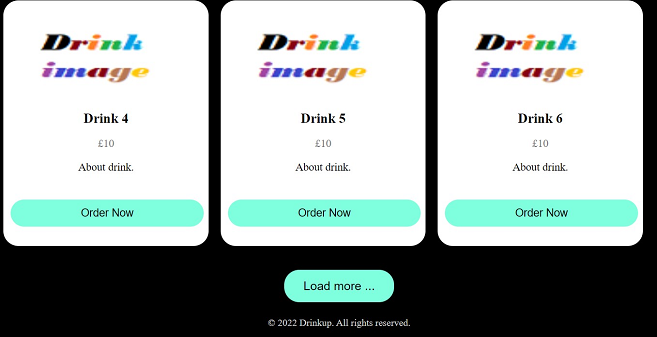 Drink image
Drink 4
£10
About drink.
Order Now
Drink image
Drink 5
£10
About drink.
Order Now
Drink image
Drink 6
£10
About drink.
Order Now
Load more ...
© 2022 Drinkup. All rights reserved.